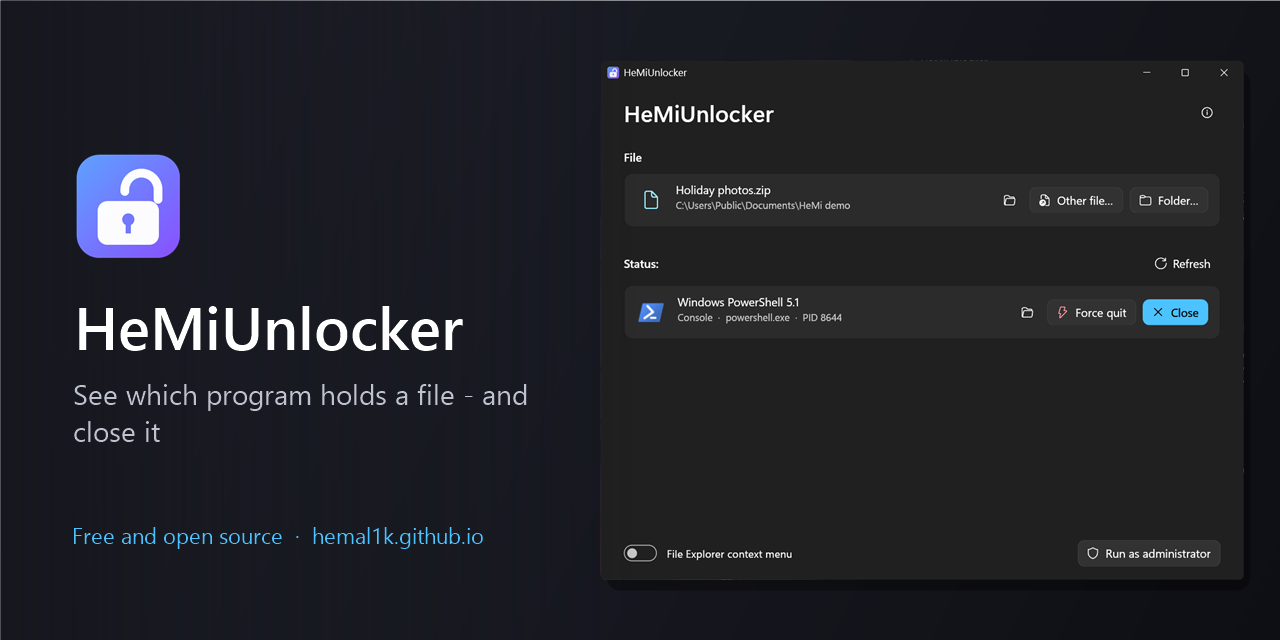 HeMiUnlocker
See which program holds a file - and
close it
Free and open source · hemal1k.github.io
HeMiUnlocker
HeMiUnlocker
File
Holiday photos.zip
C:\Users\Public\Documents\HeMi demo
Other file...
Folder...
Status:
Refresh
Windows PowerShell 5.1
Console · powershell.exe · PID 8644
Force quit
Close
File Explorer context menu
Run as administrator